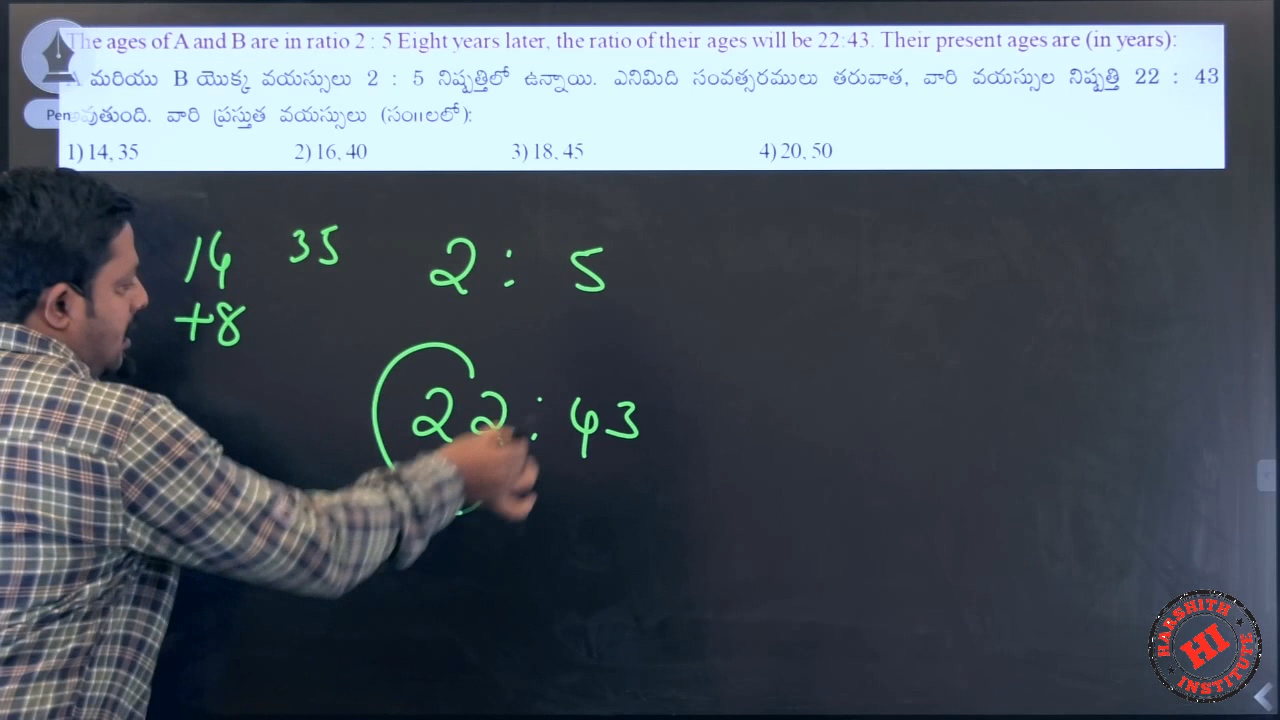 The ages of A and B are in ratio 2 : 5 Eight years later, the ratio of their ages will be 22:43. Their present ages are (in years):
A మరియు B యొక్క వయస్సులు 2 : 5 నిష్పత్తిలో ఉన్నాయి. ఎనిమిది సంవత్సరములు తరువాత, వారి వయస్సుల నిష్పత్తి 22 : 43
Pen అవుతుంది. వారి ప్రస్తుత వయస్సులు (సం॥లలో):
1) 14, 35 2) 16, 40 3) 18, 45 4) 20, 50
14 35 2 : 5
+8
22 : 43
HARSHITH
HI
INSTITUTE